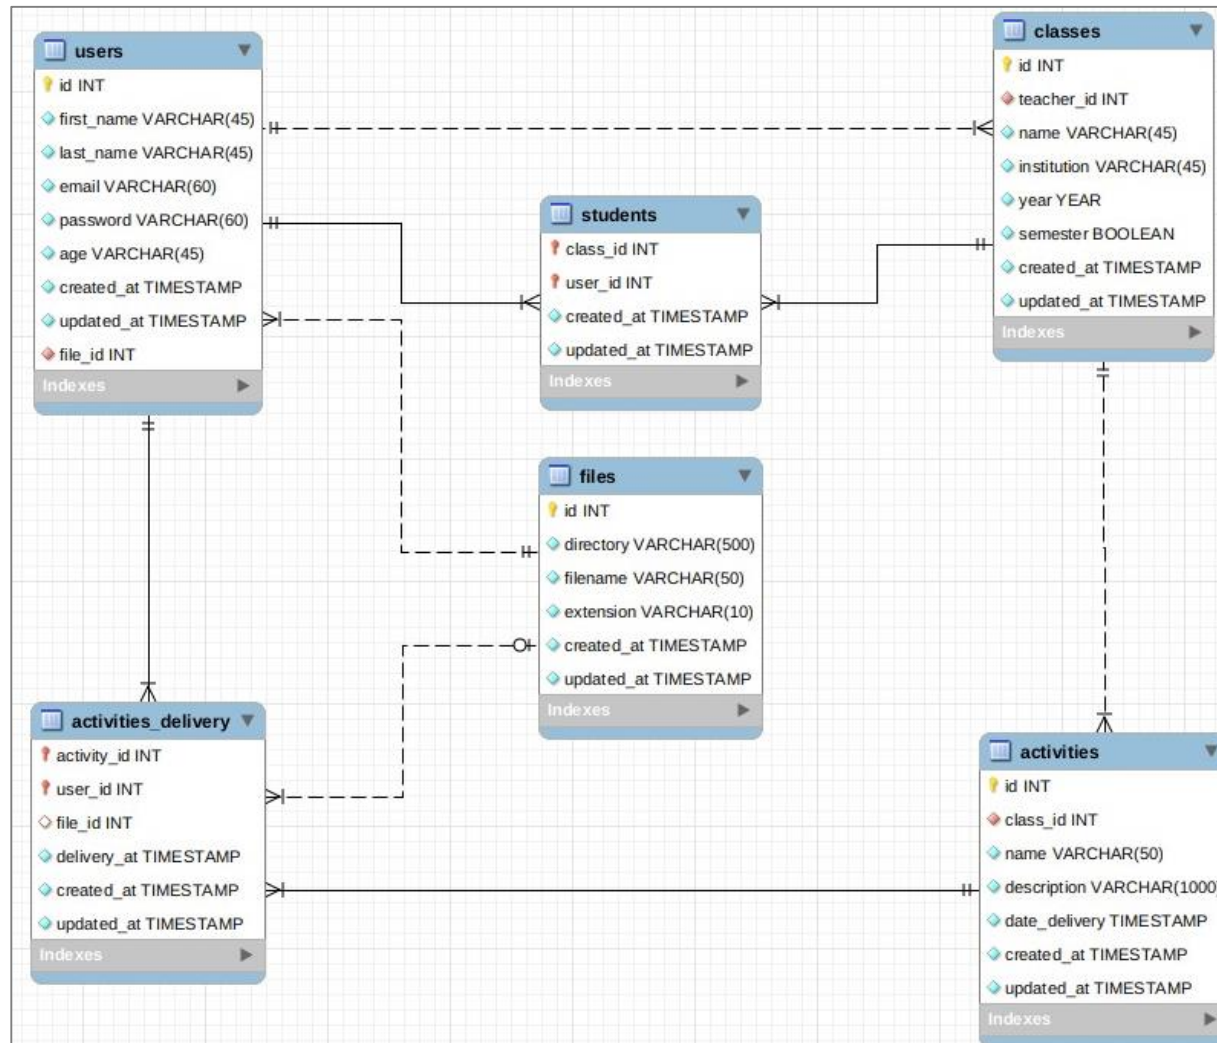 users
id INT
first_name VARCHAR(45)
last_name VARCHAR(45)
email VARCHAR(60)
password VARCHAR(60)
age VARCHAR(45)
created_at TIMESTAMP
updated_at TIMESTAMP
file_id INT
Indexes
classes
id INT
teacher_id INT
name VARCHAR(45)
institution VARCHAR(45)
year YEAR
semester BOOLEAN
created_at TIMESTAMP
updated_at TIMESTAMP
Indexes
students
class_id INT
user_id INT
created_at TIMESTAMP
updated_at TIMESTAMP
Indexes
files
id INT
directory VARCHAR(500)
filename VARCHAR(50)
extension VARCHAR(10)
created_at TIMESTAMP
updated_at TIMESTAMP
Indexes
activities_delivery
activity_id INT
user_id INT
file_id INT
delivery_at TIMESTAMP
created_at TIMESTAMP
updated_at TIMESTAMP
Indexes
activities
id INT
class_id INT
name VARCHAR(50)
description VARCHAR(1000)
date_delivery TIMESTAMP
created_at TIMESTAMP
updated_at TIMESTAMP
Indexes